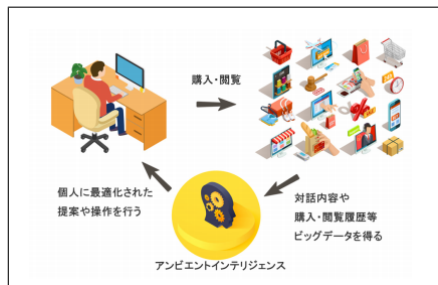 購入・閲覧
個人に最適化された
提案や操作を行う
対話内容や
購入・閲覧履歴等
ビッグデータを得る
アンビエントインテリジェンス